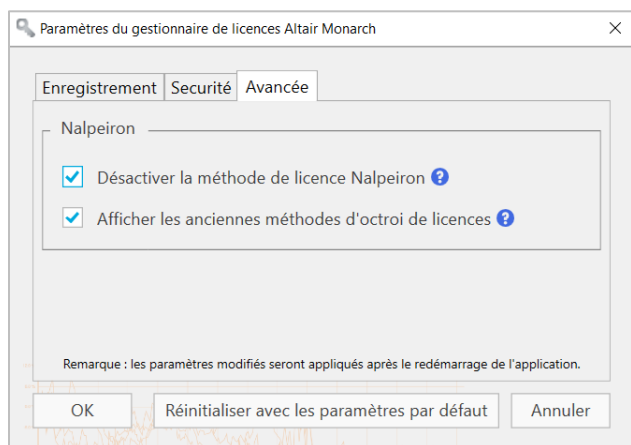 Paramètres du gestionnaire de licences Altair Monarch
Enregistrement Securité Avancée
Nalpeiron
Désactiver la méthode de licence Nalpeiron ?
Afficher les anciennes méthodes d'octroi de licences ?
Remarque : les paramètres modifiés seront appliqués après le redémarrage de l'application.
OK Réinitialiser avec les paramètres par défaut Annuler